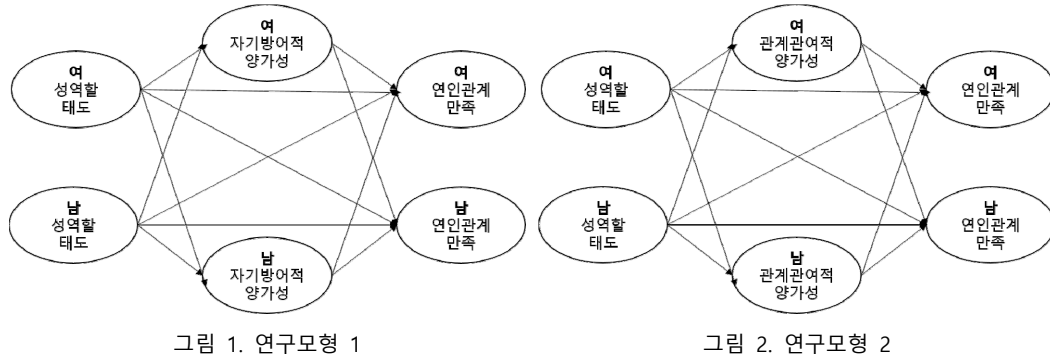 여
자기방어적
양가성
여
성역할
태도
여
연인관계
만족
남
성역할
태도
남
연인관계
만족
남
자기방어적
양가성
그림 1. 연구모형 1
여
관계관여적
양가성
여
성역할
태도
여
연인관계
만족
남
성역할
태도
남
연인관계
만족
남
관계관여적
양가성
그림 2. 연구모형 2